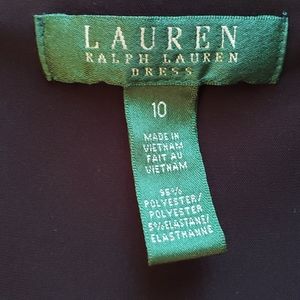 LAUREN
RALPH LAUREN
DRESS
10
MADE IN
VIETNAM
FAIT AU
VIETNAM
95%
POLYESTER/
POLYESTER
5%ELASTANE/
ELASTHANNE